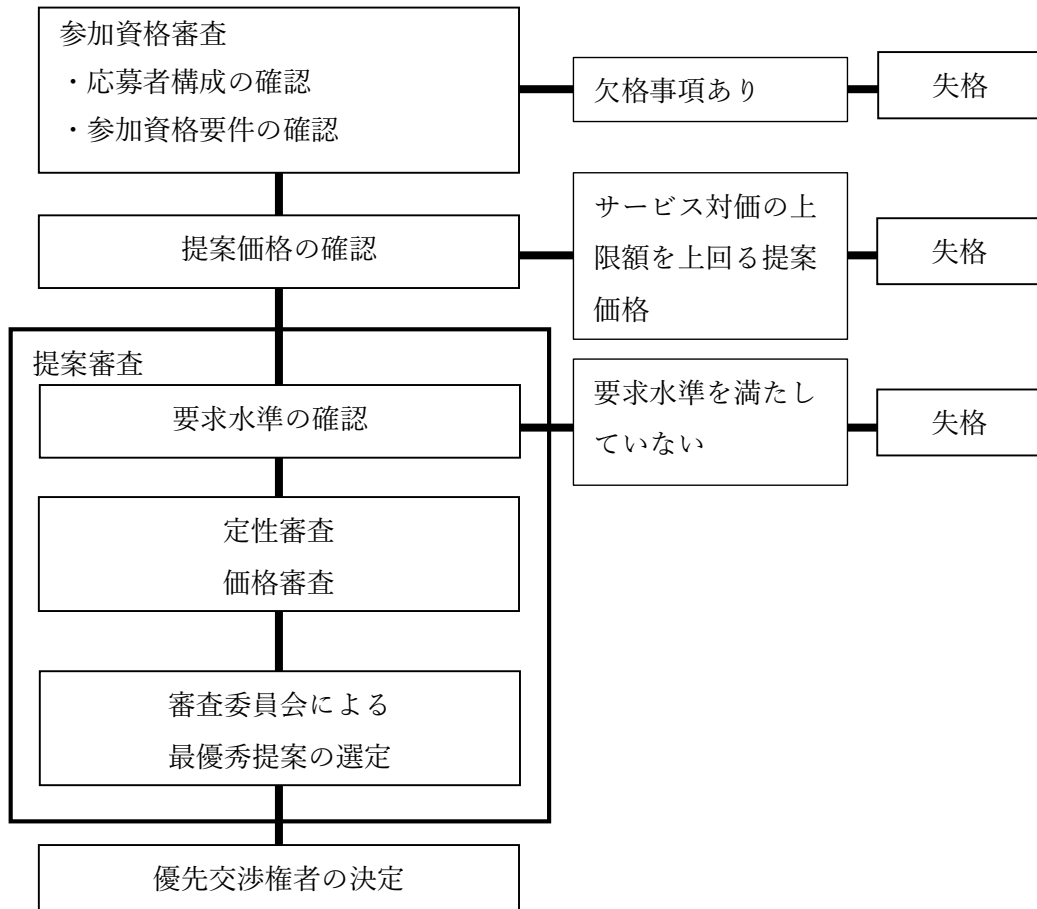 参加資格審査
・応募者構成の確認
・参加資格要件の確認
欠格事項あり
失格
提案価格の確認
サービス対価の上
限額を上回る提案
価格
失格
提案審査
要求水準の確認
要求水準を満たし
ていない
失格
定性審査
価格審査
審査委員会による
最優秀提案の選定
優先交渉権者の決定